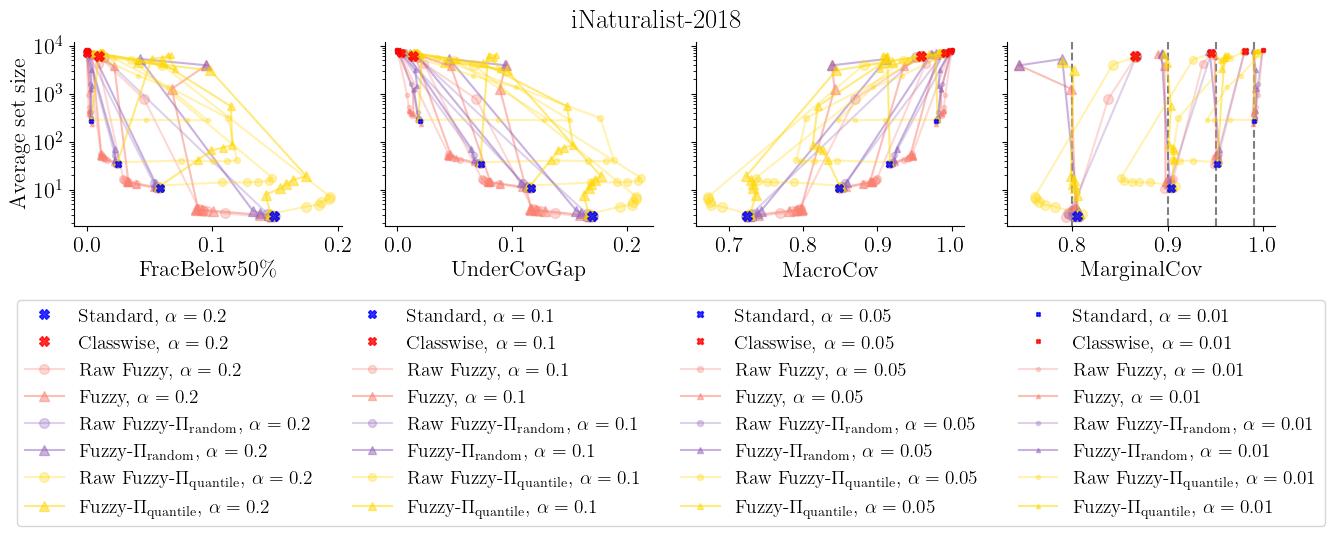 iNaturalist-2018
Average set size
10⁴
10³
10²
10¹
0.0 0.1 0.2
FracBelow50%
0.0 0.1 0.2
UnderCovGap
0.7 0.8 0.9 1.0
MacroCov
0.8 0.9 1.0
MarginalCov
Standard, α = 0.2
Classwise, α = 0.2
Raw Fuzzy, α = 0.2
Fuzzy, α = 0.2
Raw Fuzzy-Π_random, α = 0.2
Fuzzy-Π_random, α = 0.2
Raw Fuzzy-Π_quantile, α = 0.2
Fuzzy-Π_quantile, α = 0.2
Standard, α = 0.1
Classwise, α = 0.1
Raw Fuzzy, α = 0.1
Fuzzy, α = 0.1
Raw Fuzzy-Π_random, α = 0.1
Fuzzy-Π_random, α = 0.1
Raw Fuzzy-Π_quantile, α = 0.1
Fuzzy-Π_quantile, α = 0.1
Standard, α = 0.05
Classwise, α = 0.05
Raw Fuzzy, α = 0.05
Fuzzy, α = 0.05
Raw Fuzzy-Π_random, α = 0.05
Fuzzy-Π_random, α = 0.05
Raw Fuzzy-Π_quantile, α = 0.05
Fuzzy-Π_quantile, α = 0.05
Standard, α = 0.01
Classwise, α = 0.01
Raw Fuzzy, α = 0.01
Fuzzy, α = 0.01
Raw Fuzzy-Π_random, α = 0.01
Fuzzy-Π_random, α = 0.01
Raw Fuzzy-Π_quantile, α = 0.01
Fuzzy-Π_quantile, α = 0.01